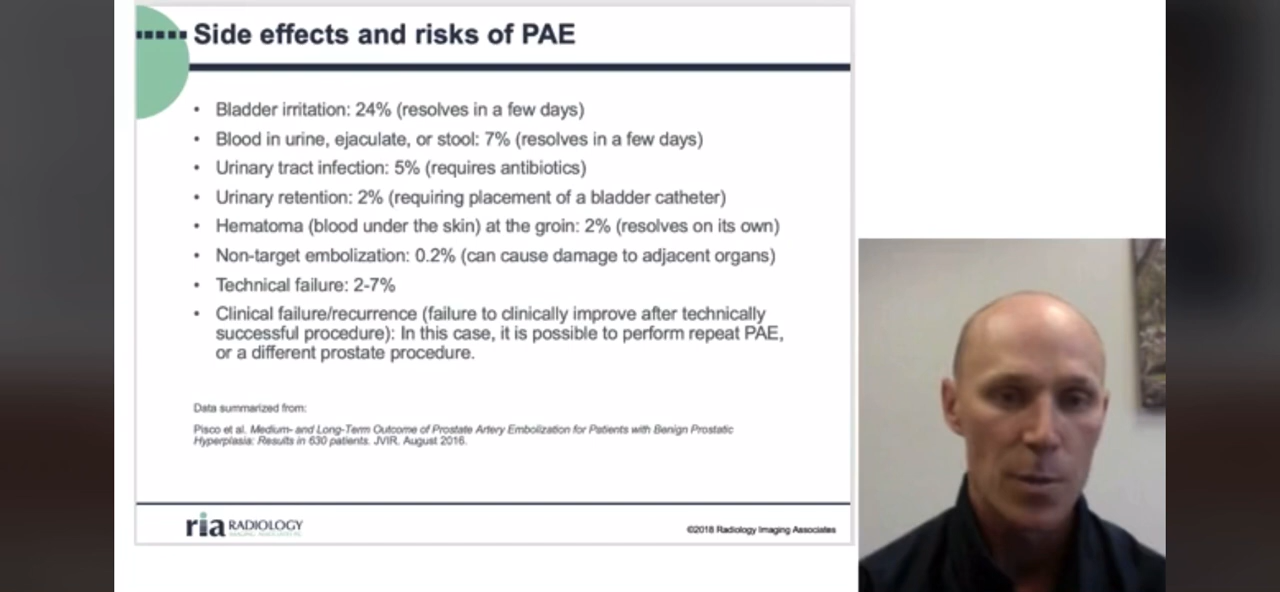 Side effects and risks of PAE
• Bladder irritation: 24% (resolves in a few days)
• Blood in urine, ejaculate, or stool: 7% (resolves in a few days)
• Urinary tract infection: 5% (requires antibiotics)
• Urinary retention: 2% (requiring placement of a bladder catheter)
• Hematoma (blood under the skin) at the groin: 2% (resolves on its own)
• Non-target embolization: 0.2% (can cause damage to adjacent organs)
• Technical failure: 2-7%
• Clinical failure/recurrence (failure to clinically improve after technically
successful procedure): In this case, it is possible to perform repeat PAE,
or a different prostate procedure.
Data summarized from:
Pisco et al. Medium- and Long-Term Outcome of Prostate Artery Embolization for Patients with Benign Prostatic
Hyperplasia: Results in 630 patients. JVIR. August 2016.
ria RADIOLOGY
©2018 Radiology Imaging Associates